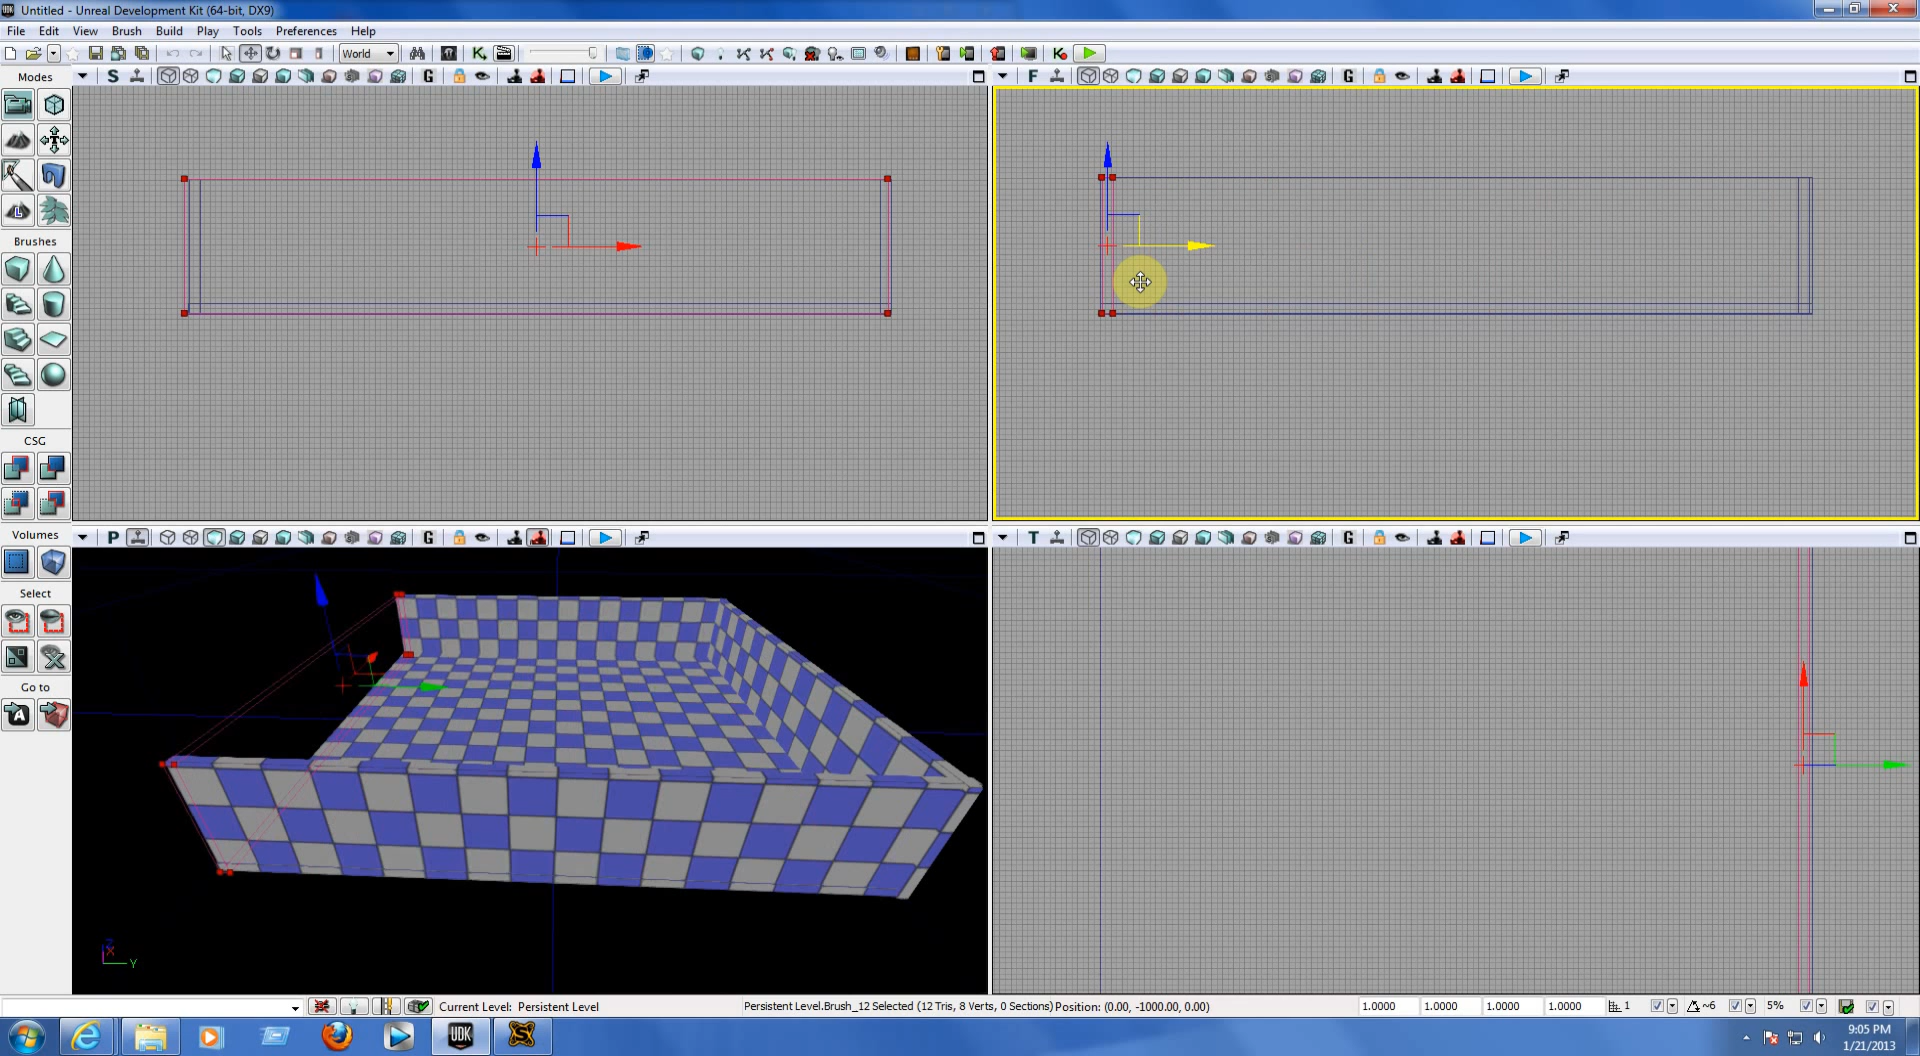 Untitled - Unreal Development Kit (64-bit, DX9)
File Edit View Brush Build Play Tools Preferences Help
World
Modes
S G
F G
Brushes
CSG
Volumes
P G
T G
Select
Go to
A
Z
X
Y
Current Level: Persistent Level
Persistent Level.Brush_12 Selected (12 Tris, 8 Verts, 0 Sections) Position: (0.00, -1000.00, 0.00)
1.0000 1.0000 1.0000 1.0000 1 ~6 5%
UDK
9:05 PM
1/21/2013